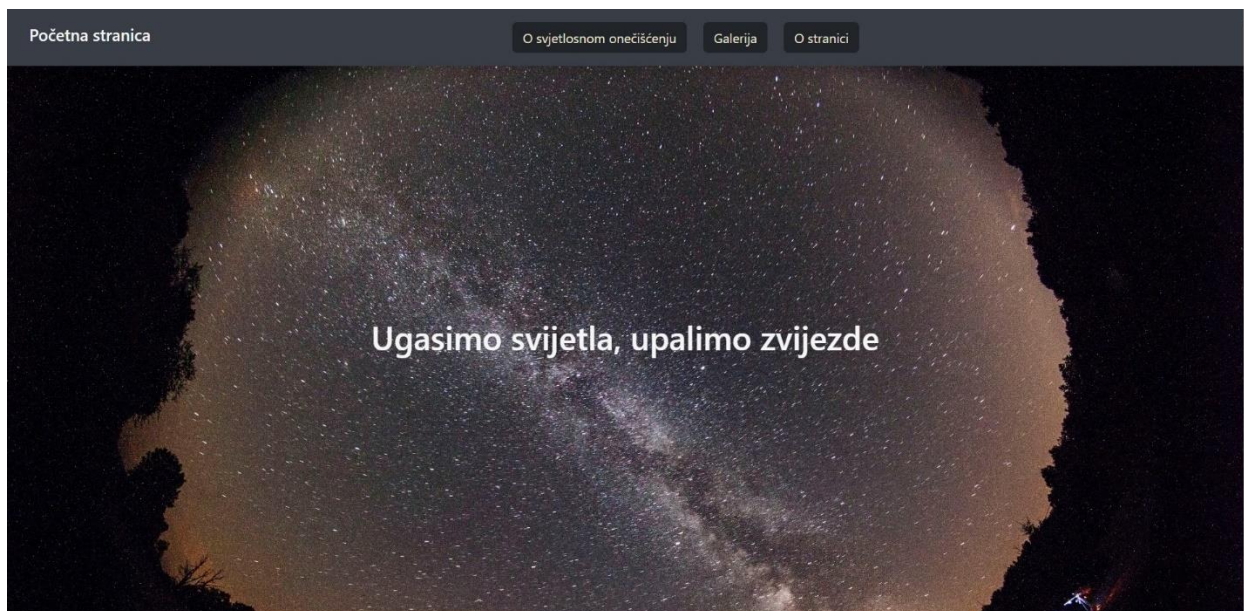 Početna stranica
O svjetlosnom onečišćenju
Galerija
O stranici
Ugasimo svijetla, upalimo zvijezde